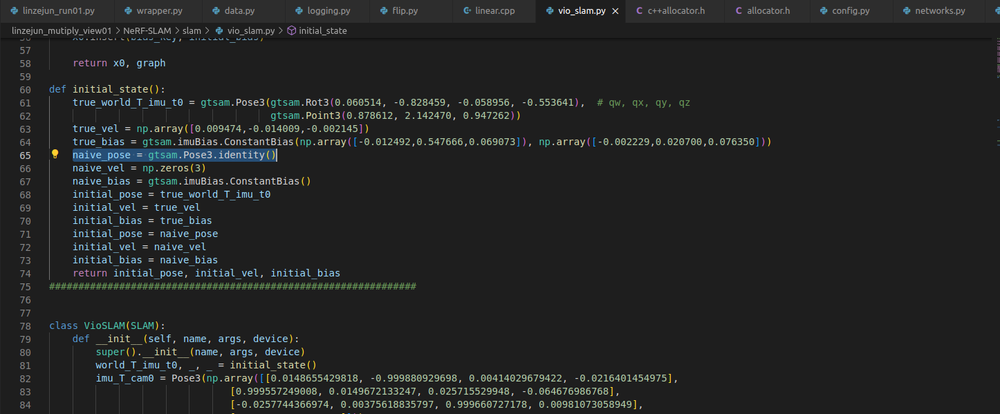 linzejun_run01.py wrapper.py data.py logging.py flip.py linear.cpp vio_slam.py c++allocator.h allocator.h config.py networks.py
linzejun_mutiply_view01 > NeRF-SLAM > slam > vio_slam.py > initial_state
56 x0.insert(bias_key, initial_bias)
57
58 return x0, graph
59
60 def initial_state():
61 true_world_T_imu_t0 = gtsam.Pose3(gtsam.Rot3(0.060514, -0.828459, -0.058956, -0.553641), # qw, qx, qy, qz
62 gtsam.Point3(0.878612, 2.142470, 0.947262))
63 true_vel = np.array([0.009474,-0.014009,-0.002145])
64 true_bias = gtsam.imuBias.ConstantBias(np.array([-0.012492,0.547666,0.069073]), np.array([-0.002229,0.020700,0.076350]))
65 naive_pose = gtsam.Pose3.identity()
66 naive_vel = np.zeros(3)
67 naive_bias = gtsam.imuBias.ConstantBias()
68 initial_pose = true_world_T_imu_t0
69 initial_vel = true_vel
70 initial_bias = true_bias
71 initial_pose = naive_pose
72 initial_vel = naive_vel
73 initial_bias = naive_bias
74 return initial_pose, initial_vel, initial_bias
75 ###############################################################
76
77
78 class VioSLAM(SLAM):
79 def __init__(self, name, args, device):
80 super().__init__(name, args, device)
81 world_T_imu_t0, _, _ = initial_state()
82 imu_T_cam0 = Pose3(np.array([[0.0148655429818, -0.999880929698, 0.00414029679422, -0.0216401454975],
83 [0.999557249008, 0.0149672133247, 0.025715529948, -0.064676986768],
84 [-0.0257744366974, 0.00375618835797, 0.999660727178, 0.00981073058949],